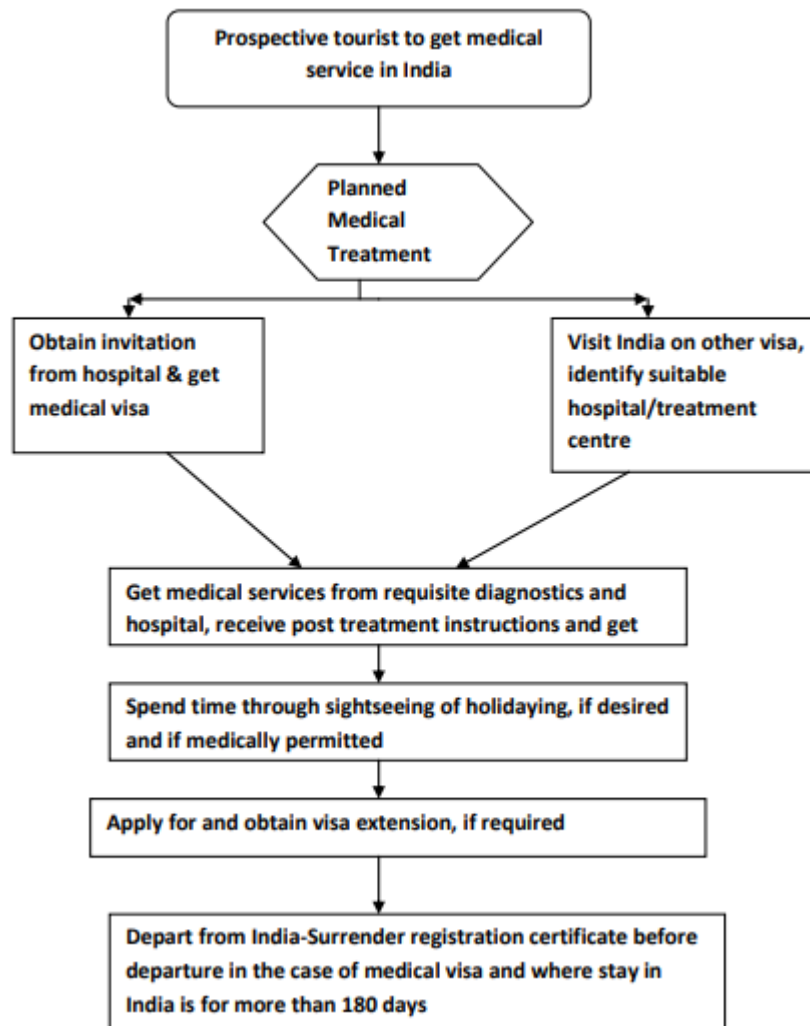 Prospective tourist to get medical
service in India
Planned
Medical
Treatment
Obtain invitation
from hospital & get
medical visa
Visit India on other visa,
identify suitable
hospital/treatment
centre
Get medical services from requisite diagnostics and
hospital, receive post treatment instructions and get
Spend time through sightseeing of holidaying, if desired
and if medically permitted
Apply for and obtain visa extension, if required
Depart from India-Surrender registration certificate before
departure in the case of medical visa and where stay in
India is for more than 180 days